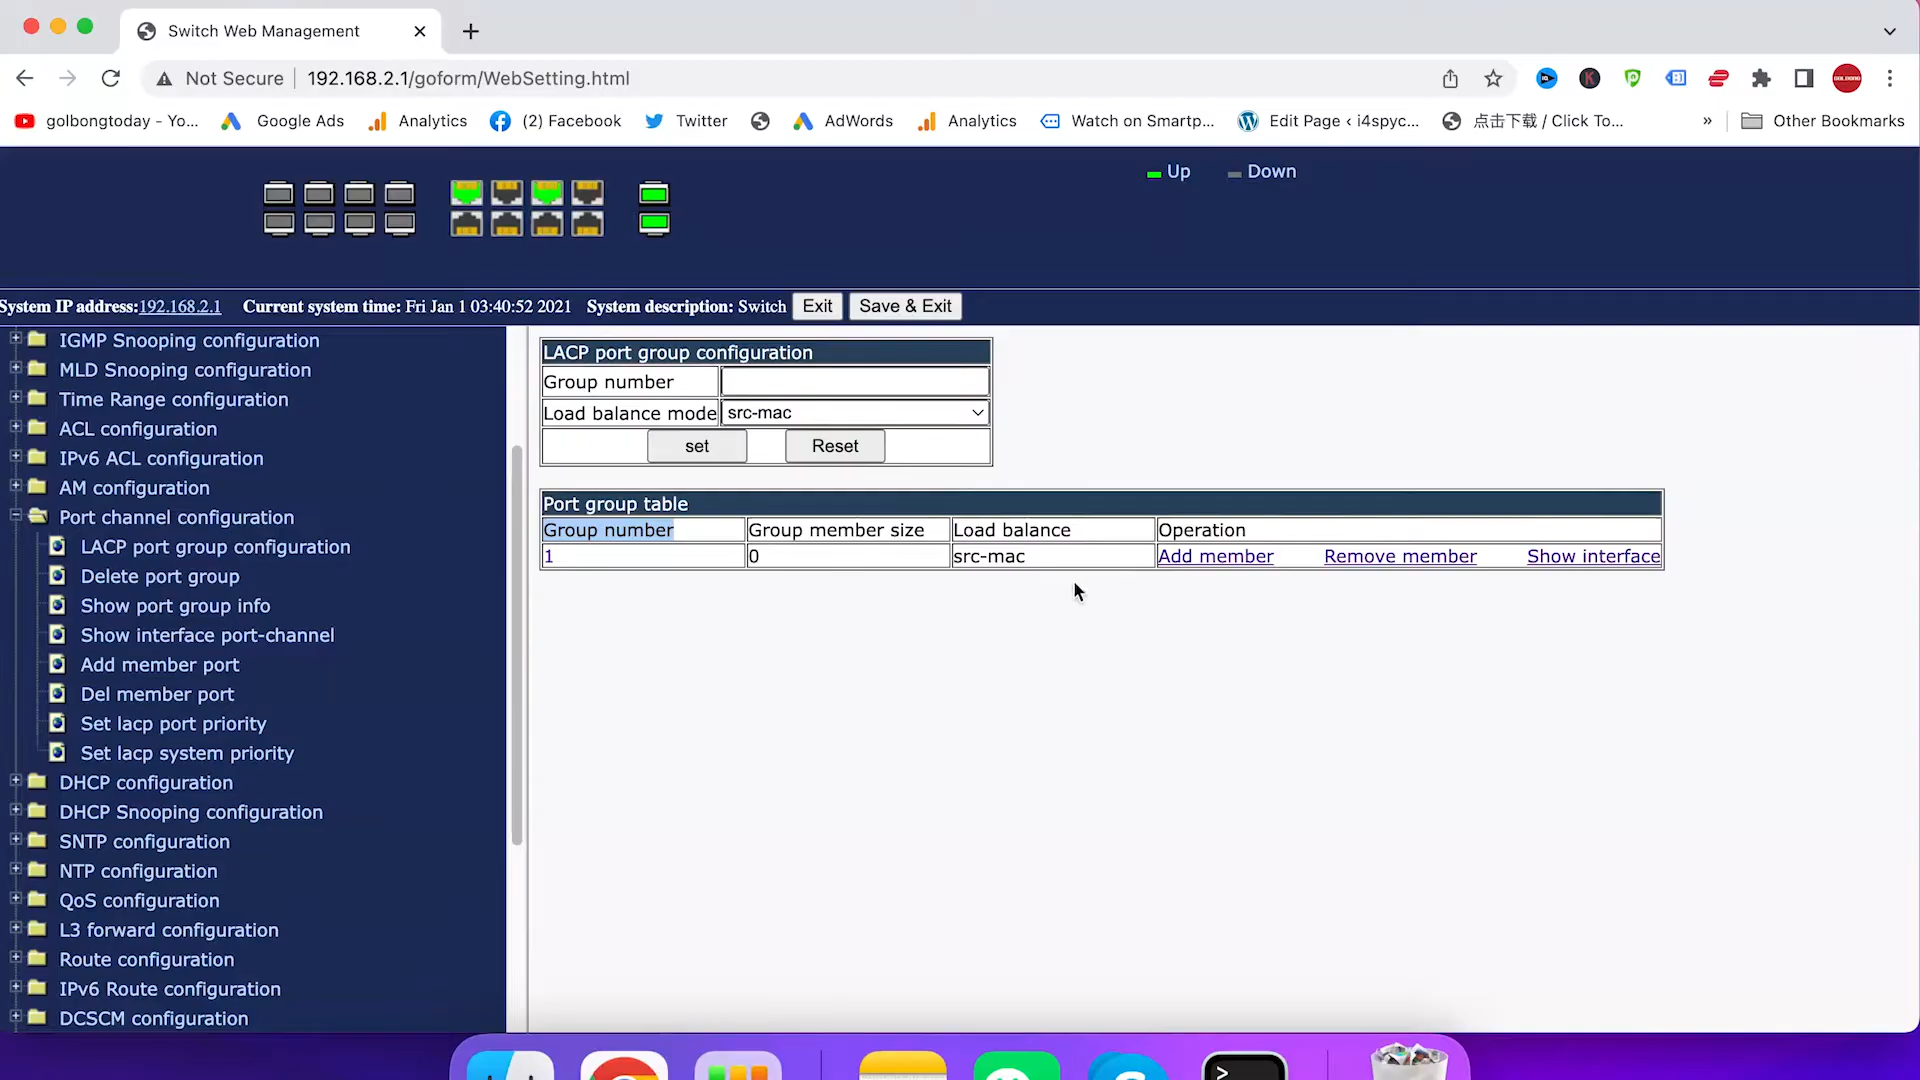 Switch Web Management
Not Secure
192.168.2.1/goform/WebSetting.html
golbongtoday - Yo...
Google Ads
Analytics
(2) Facebook
Twitter
AdWords
Analytics
Watch on Smartp...
Edit Page ‹ i4spyc...
点击下载 / Click To...
»
Other Bookmarks
Up
Down
System IP address:192.168.2.1 Current system time: Fri Jan 1 03:40:52 2021 System description: Switch
Exit
Save & Exit
IGMP Snooping configuration
MLD Snooping configuration
Time Range configuration
ACL configuration
IPv6 ACL configuration
AM configuration
Port channel configuration
LACP port group configuration
Delete port group
Show port group info
Show interface port-channel
Add member port
Del member port
Set lacp port priority
Set lacp system priority
DHCP configuration
DHCP Snooping configuration
SNTP configuration
NTP configuration
QoS configuration
L3 forward configuration
Route configuration
IPv6 Route configuration
DCSCM configuration
LACP port group configuration
Group number
Load balance mode src-mac
set Reset
Port group table
Group number Group member size Load balance Operation
1 0 src-mac Add member Remove member Show interface